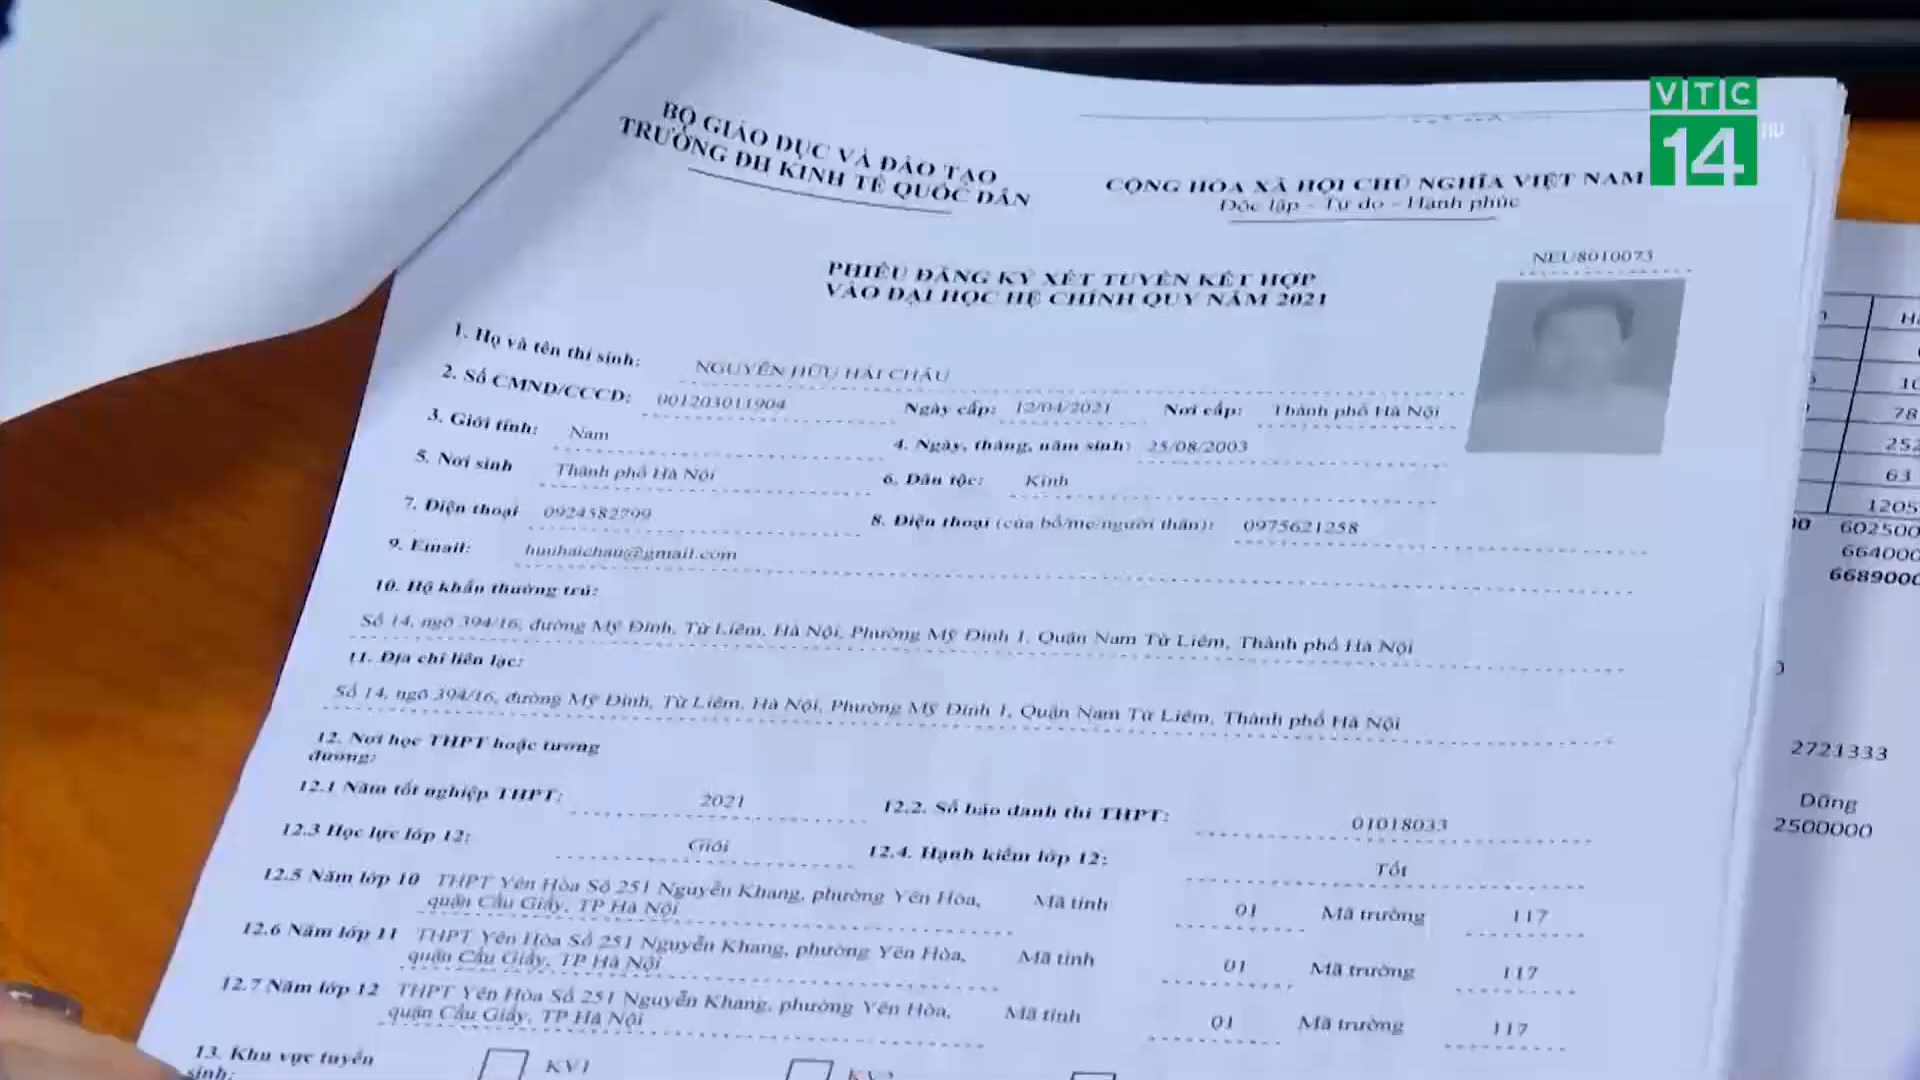 VTC
14
BỘ GIÁO DỤC VÀ ĐÀO TẠO
TRƯỜNG ĐH KINH TẾ QUỐC DÂN
CỘNG HÒA XÃ HỘI CHỦ NGHĨA VIỆT NAM
Độc lập - Tự do - Hạnh phúc
NEU8010073
PHIẾU ĐĂNG KÝ XÉT TUYỂN KẾT HỢP
VÀO ĐẠI HỌC HỆ CHÍNH QUY NĂM 2021
1. Họ và tên thí sinh: NGUYỄN HỮU HẢI CHÂU
2. Số CMND/CCCD: 001203011904 Ngày cấp: 12/04/2021 Nơi cấp: Thành phố Hà Nội
3. Giới tính: Nam 4. Ngày, tháng, năm sinh: 25/08/2003
5. Nơi sinh Thành phố Hà Nội 6. Dân tộc: Kinh
7. Điện thoại 0924582799 8. Điện thoại (của bố/mẹ/người thân): 0975621258
9. Email: huuhaichau@gmail.com
10. Hộ khẩu thường trú:
Số 14, ngõ 394/16, đường Mỹ Đình, Từ Liêm, Hà Nội, Phường Mỹ Đình 1, Quận Nam Từ Liêm, Thành phố Hà Nội
11. Địa chỉ liên lạc:
Số 14, ngõ 394/16, đường Mỹ Đình, Từ Liêm, Hà Nội, Phường Mỹ Đình 1, Quận Nam Từ Liêm, Thành phố Hà Nội
12. Nơi học THPT hoặc tương
đương:
12.1 Năm tốt nghiệp THPT: 2021 12.2. Số báo danh thi THPT: 01018033
12.3 Học lực lớp 12: Giỏi 12.4. Hạnh kiểm lớp 12: Tốt
12.5 Năm lớp 10 THPT Yên Hòa Số 251 Nguyễn Khang, phường Yên Hòa, Mã tỉnh 01 Mã trường 117
quận Cầu Giấy, TP Hà Nội
12.6 Năm lớp 11 THPT Yên Hòa Số 251 Nguyễn Khang, phường Yên Hòa, Mã tỉnh 01 Mã trường 117
quận Cầu Giấy, TP Hà Nội
12.7 Năm lớp 12 THPT Yên Hòa Số 251 Nguyễn Khang, phường Yên Hòa, Mã tỉnh 01 Mã trường 117
quận Cầu Giấy, TP Hà Nội
13. Khu vực tuyển KV1
sinh:
2721333
Dũng
2500000